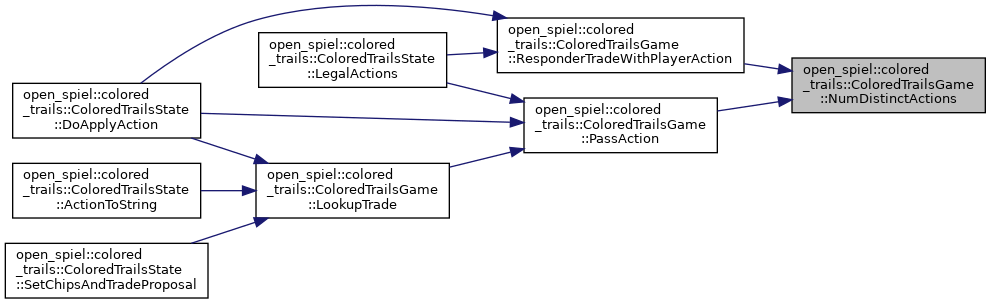 open_spiel::colored
_trails::ColoredTrailsGame
::ResponderTradeWithPlayerAction
open_spiel::colored
_trails::ColoredTrailsState
::LegalActions
open_spiel::colored
_trails::ColoredTrailsGame
::NumDistinctActions
open_spiel::colored
_trails::ColoredTrailsState
::DoApplyAction
open_spiel::colored
_trails::ColoredTrailsGame
::PassAction
open_spiel::colored
_trails::ColoredTrailsState
::ActionToString
open_spiel::colored
_trails::ColoredTrailsGame
::LookupTrade
open_spiel::colored
_trails::ColoredTrailsState
::SetChipsAndTradeProposal